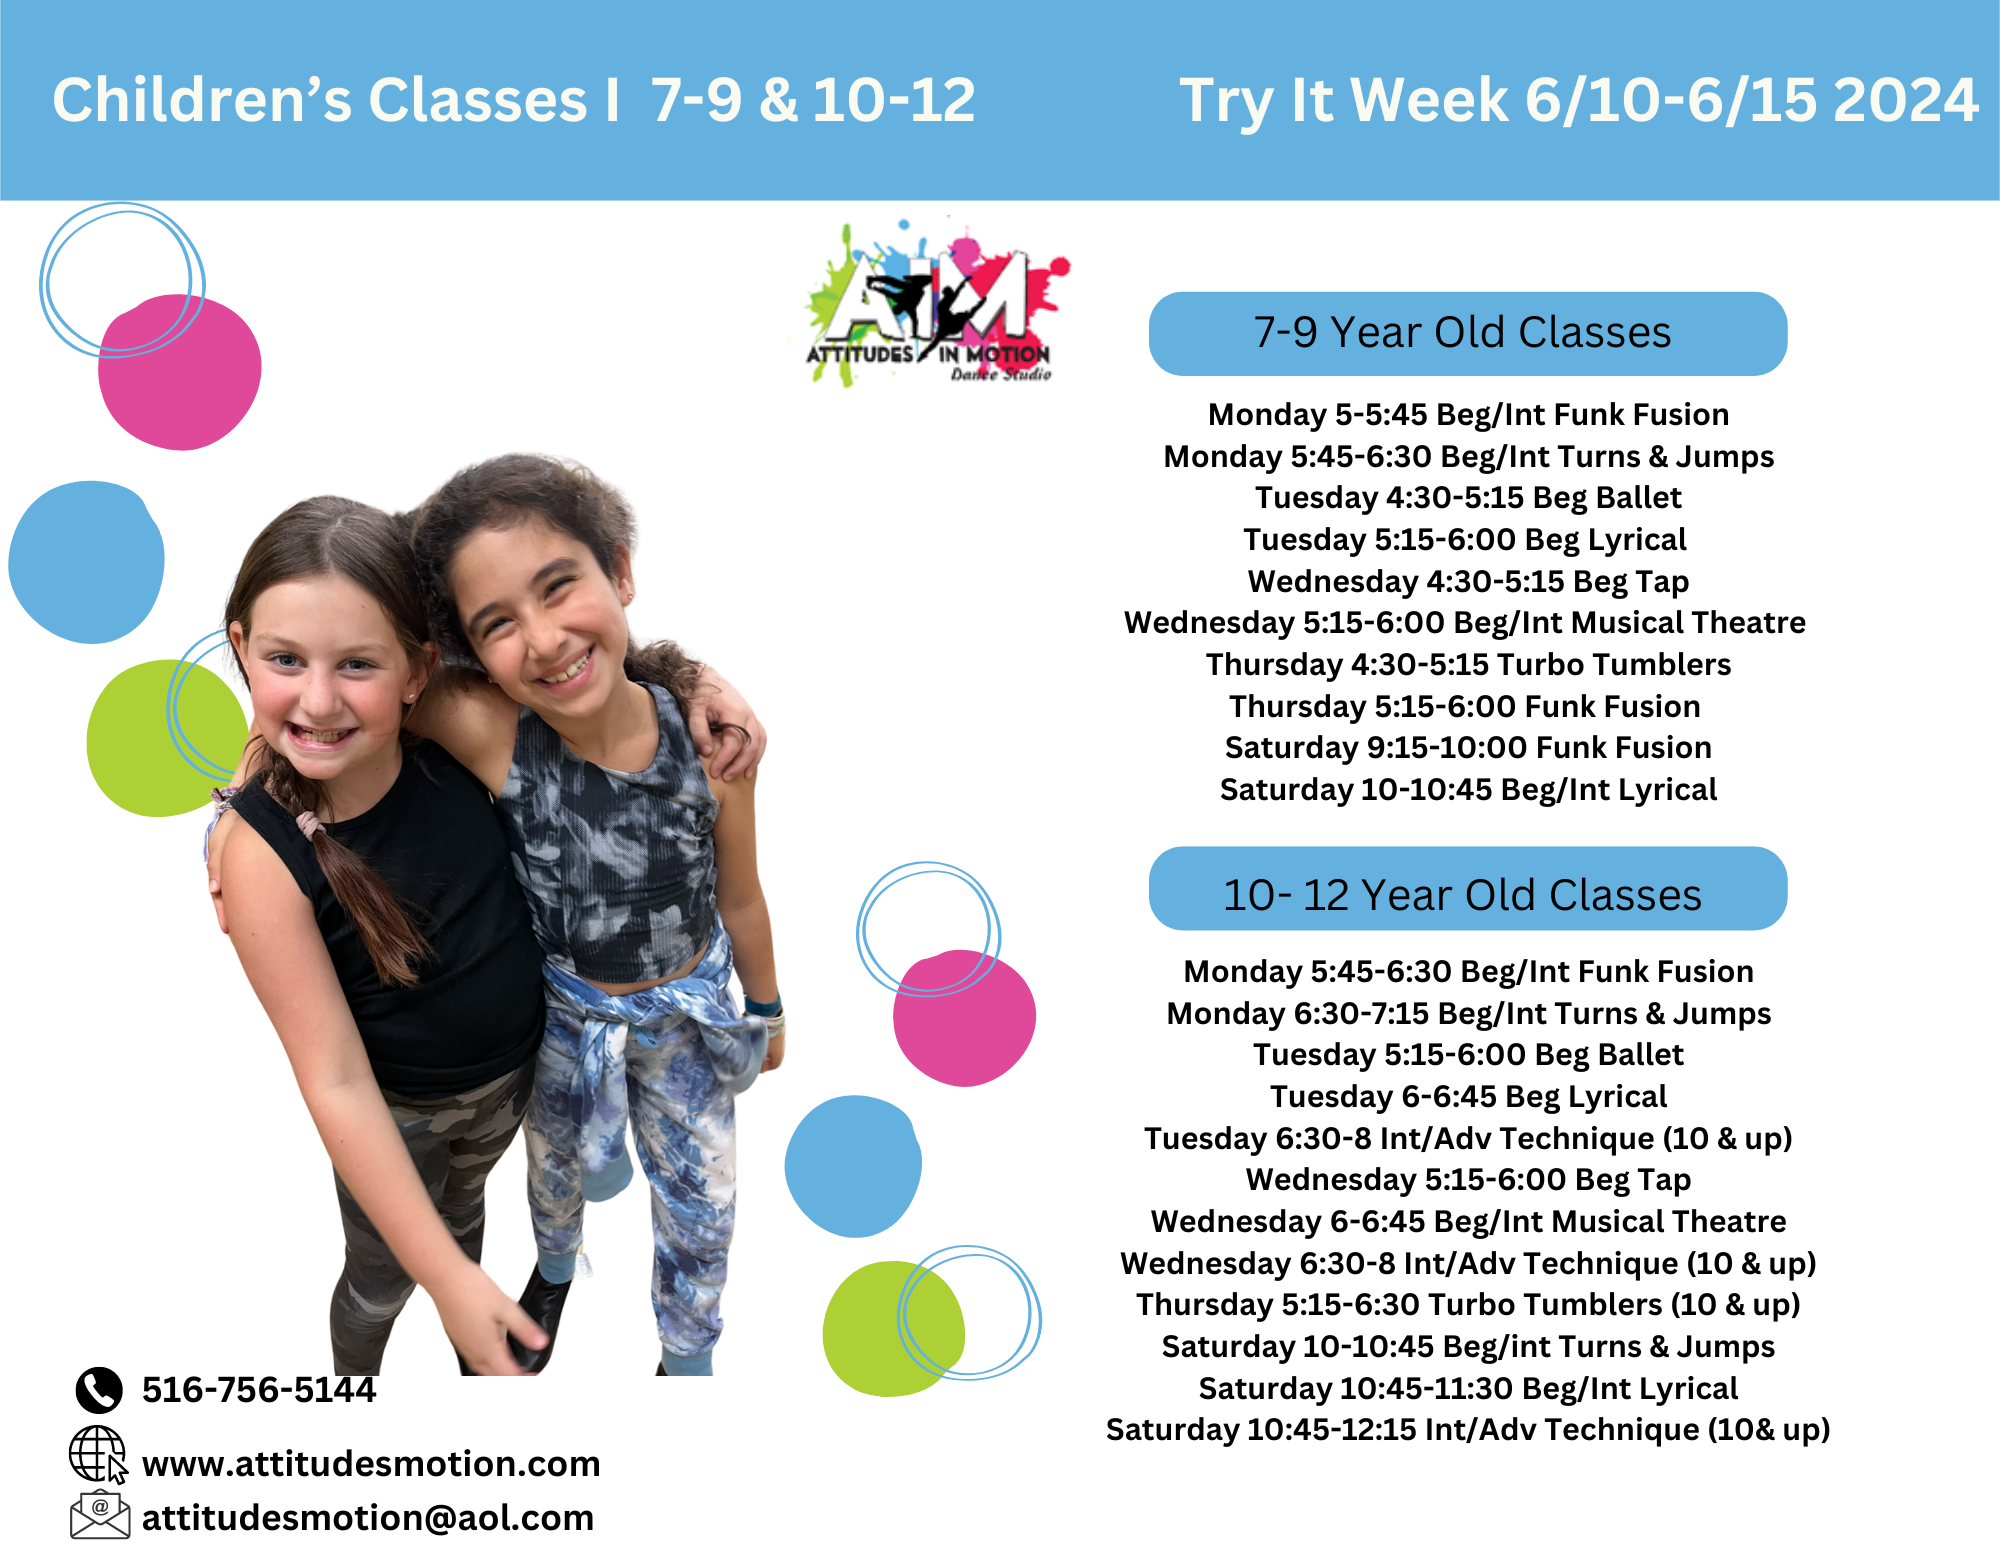 Children’s Classes I 7-9 & 10-12
Try It Week 6/10-6/15 2024
AiM
ATTITUDES IN MOTION
Dance Studio
7-9 Year Old Classes
Monday 5-5:45 Beg/Int Funk Fusion
Monday 5:45-6:30 Beg/Int Turns & Jumps
Tuesday 4:30-5:15 Beg Ballet
Tuesday 5:15-6:00 Beg Lyrical
Wednesday 4:30-5:15 Beg Tap
Wednesday 5:15-6:00 Beg/Int Musical Theatre
Thursday 4:30-5:15 Turbo Tumblers
Thursday 5:15-6:00 Funk Fusion
Saturday 9:15-10:00 Funk Fusion
Saturday 10-10:45 Beg/Int Lyrical
10- 12 Year Old Classes
Monday 5:45-6:30 Beg/Int Funk Fusion
Monday 6:30-7:15 Beg/Int Turns & Jumps
Tuesday 5:15-6:00 Beg Ballet
Tuesday 6-6:45 Beg Lyrical
Tuesday 6:30-8 Int/Adv Technique (10 & up)
Wednesday 5:15-6:00 Beg Tap
Wednesday 6-6:45 Beg/Int Musical Theatre
Wednesday 6:30-8 Int/Adv Technique (10 & up)
Thursday 5:15-6:30 Turbo Tumblers (10 & up)
Saturday 10-10:45 Beg/int Turns & Jumps
Saturday 10:45-11:30 Beg/Int Lyrical
Saturday 10:45-12:15 Int/Adv Technique (10& up)
516-756-5144
www.attitudesmotion.com
@
attitudesmotion@aol.com